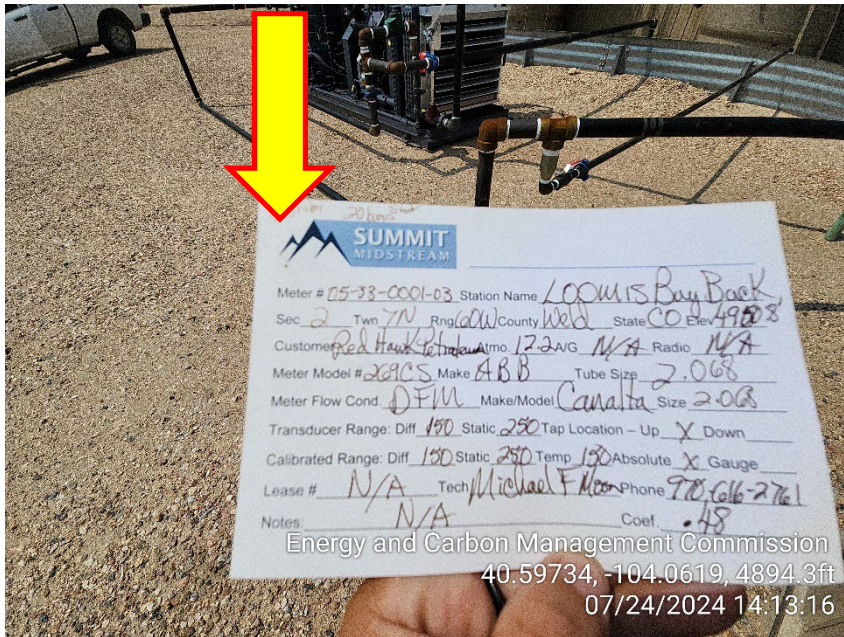 SUMMIT
MIDSTREAM
Meter # 05-33-0001-03 Station Name Loomis Buy Back
Sec 2 Twn 7N Rng 60W County Weld State CO Elev
Customer Red Hawk Petroleum Atmo. 12.2 A/G N/A Radio N/A
Meter Model # 269CS Make ABB Tube Size 2.068
Meter Flow Cond. DFM Make/Model Canalta Size 2.068
Transducer Range: Diff 150 Static 250 Tap Location – Up X Down
Calibrated Range: Diff 150 Static 250 Temp 150 Absolute X Gauge
Lease # N/A Tech Michael F Moon Phone 970-616-2761
Notes: N/A Coef. .48
Energy and Carbon Management Commission
40.59734, -104.0619, 4894.3ft
07/24/2024 14:13:16